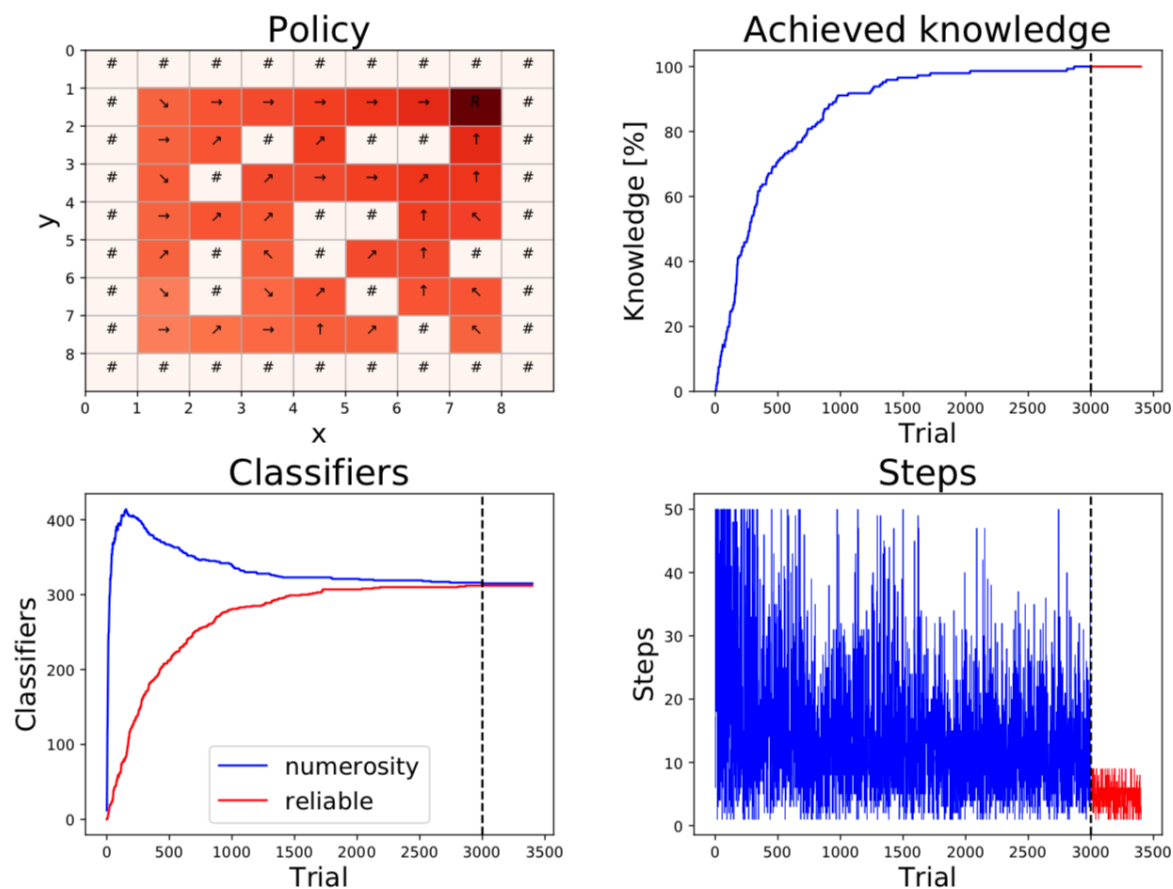 Policy
0
# # # # # # # # #
1
# ↘ → → → → → R #
2
# → ↗ # ↗ # # ↑ #
3
# ↘ # ↗ → → ↗ ↑ #
4
# → ↗ ↗ # # ↑ ↖ #
5
# ↗ # ↖ # ↗ ↑ # #
6
# ↘ # ↘ ↗ # ↑ ↖ #
7
# → ↗ → ↑ ↗ # ↖ #
8
# # # # # # # # #
y
0 1 2 3 4 5 6 7 8
x
Achieved knowledge
100
80
60
40
20
0
Knowledge [%]
0 500 1000 1500 2000 2500 3000 3500
Trial
Classifiers
400
300
200
100
0
Classifiers
numerosity
reliable
0 500 1000 1500 2000 2500 3000 3500
Trial
Steps
50
40
30
20
10
0
Steps
0 500 1000 1500 2000 2500 3000 3500
Trial